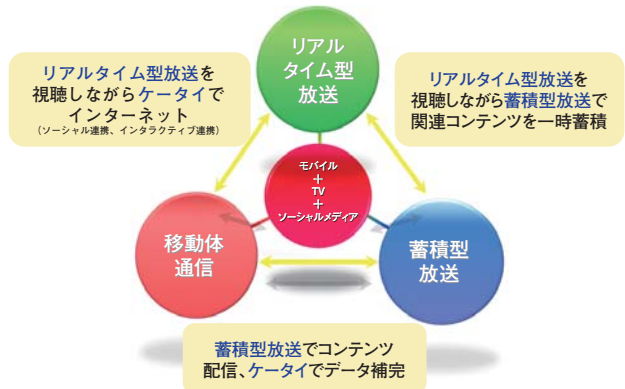 リアル
タイム型
放送
リアルタイム型放送を
視聴しながらケータイで
インターネット
(ソーシャル連携、インタラクティブ連携)
リアルタイム型放送を
視聴しながら蓄積型放送で
関連コンテンツを一時蓄積
モバイル
+
TV
+
ソーシャルメディア
移動体
通信
蓄積型
放送
蓄積型放送でコンテンツ
配信、ケータイでデータ補完